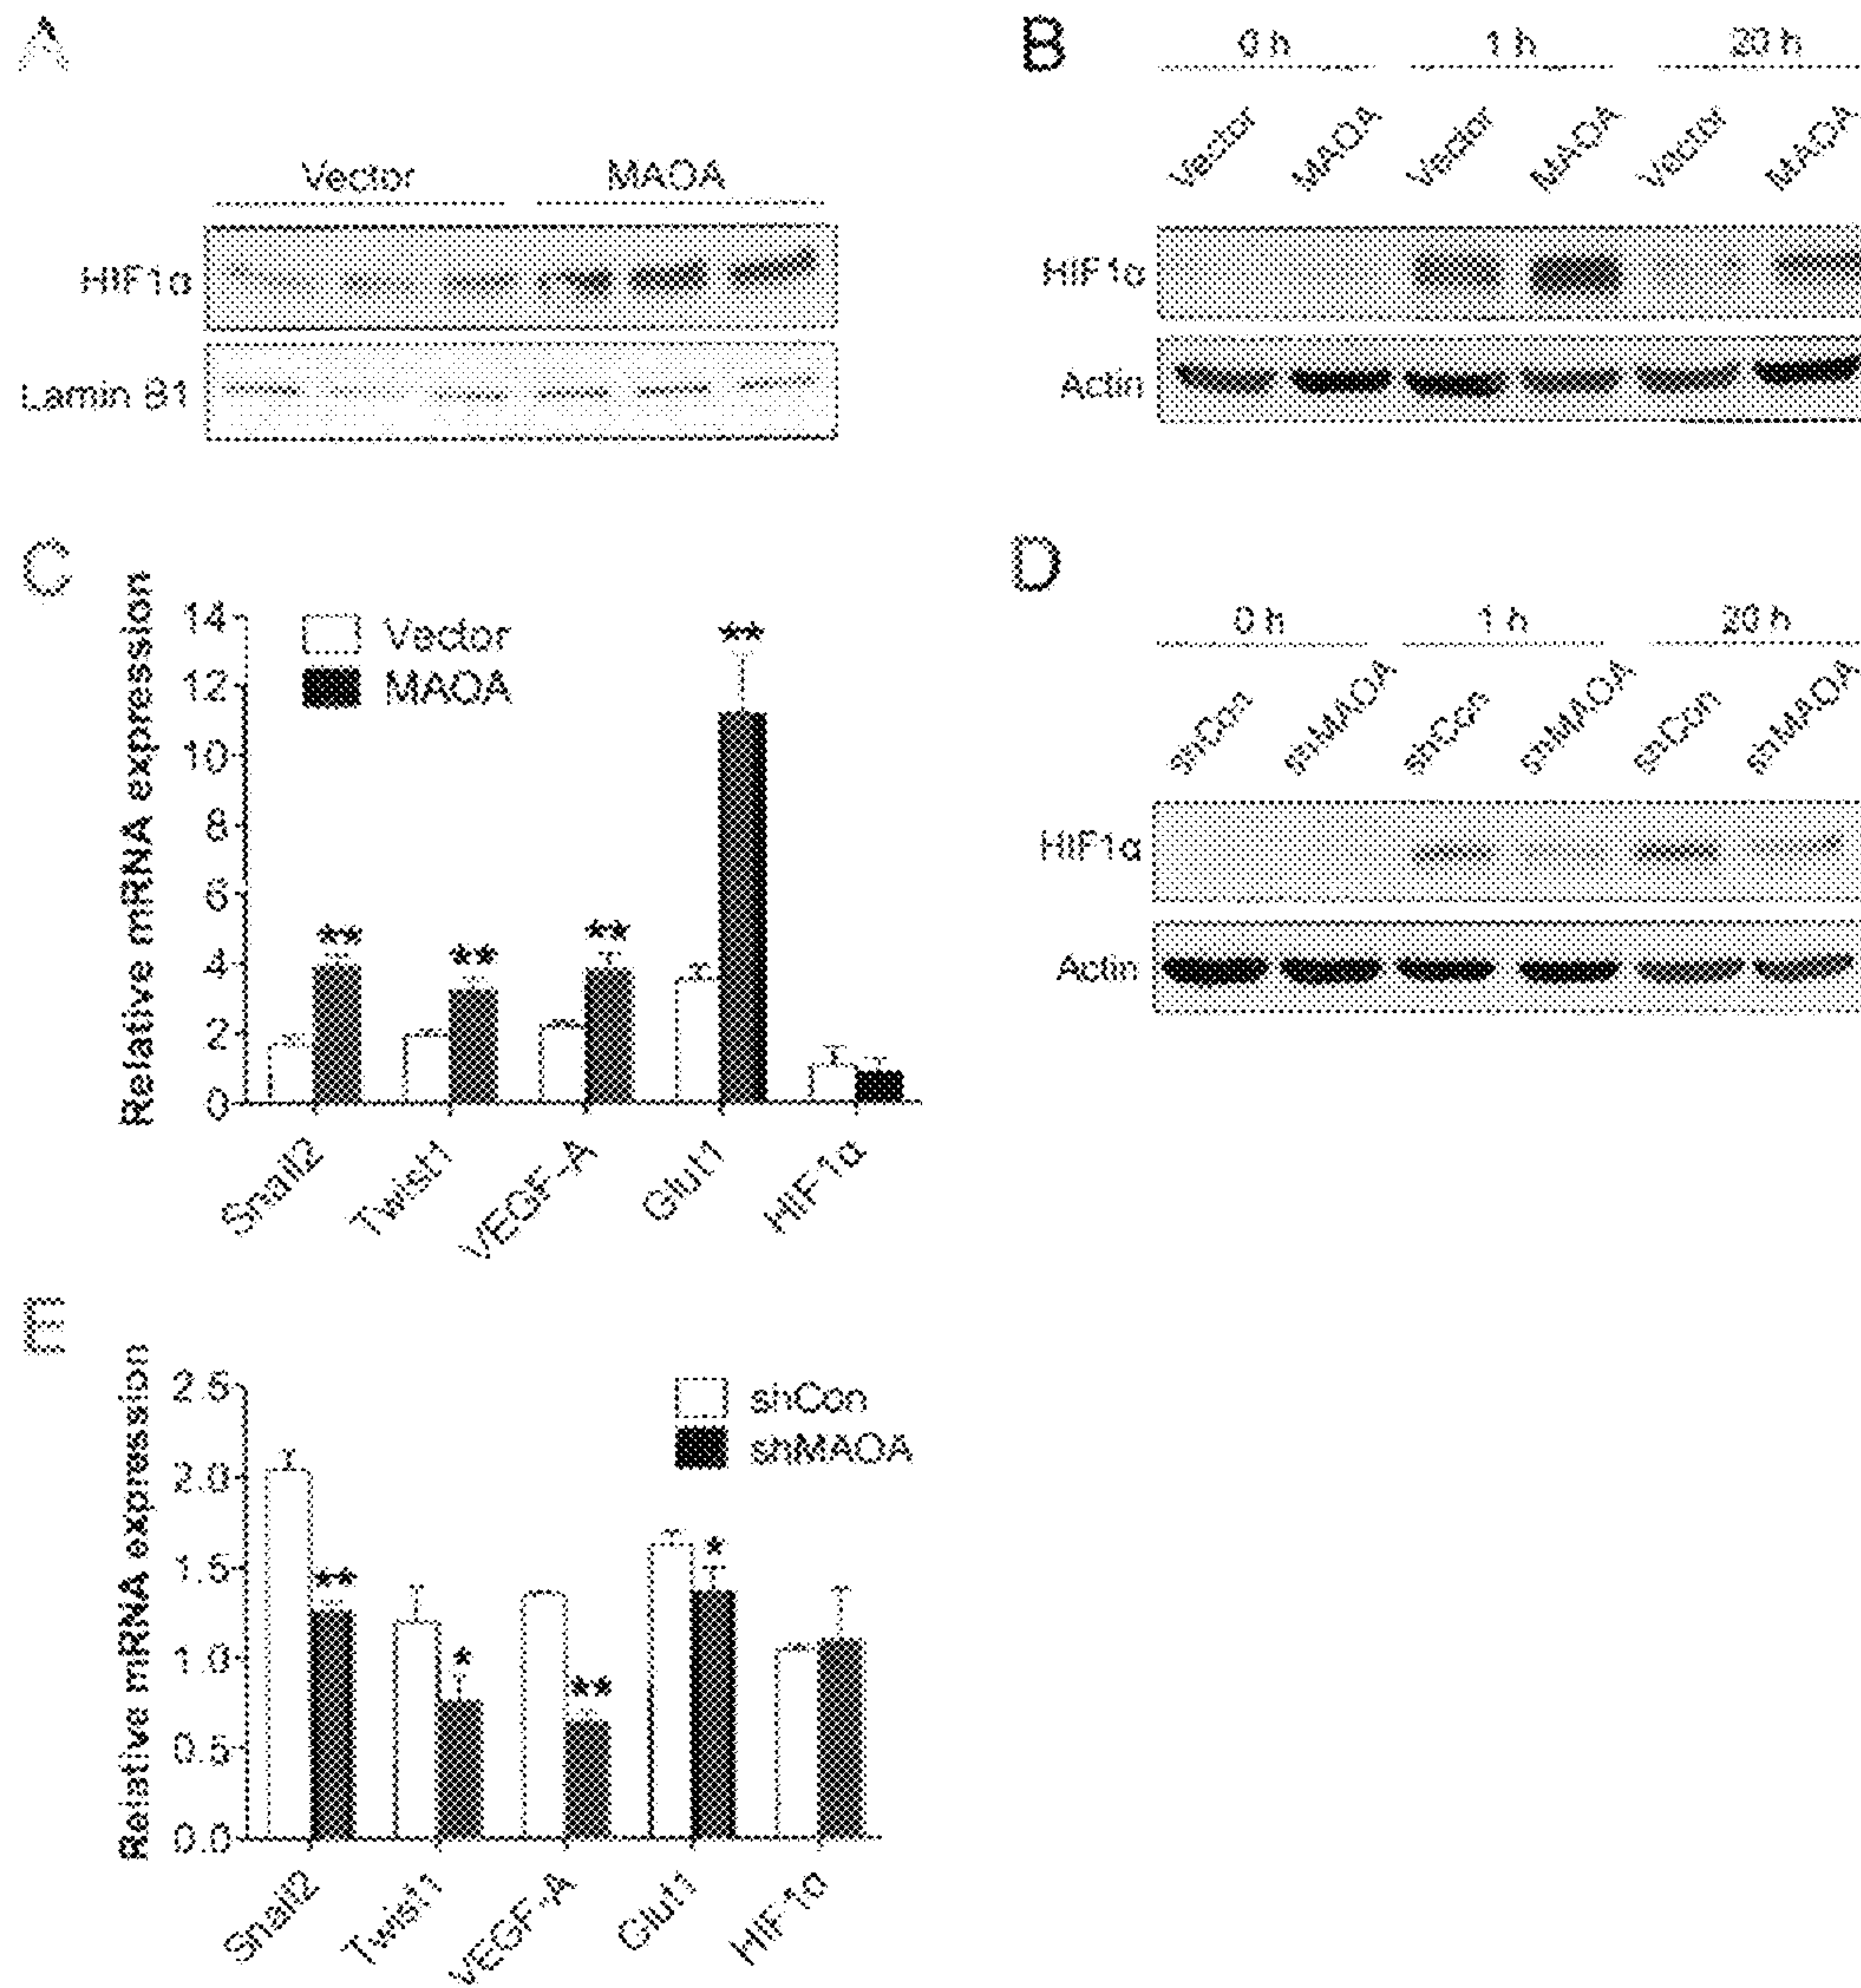 A
Vector MAOA
HIF1α
Lamin B1
B
0 h 1 h 20 h
Vector MAOA Vector MAOA Vector MAOA
HIF1α
Actin
C
Relative mRNA expression
14
12
10
8
6
4
2
0
Vector
MAOA
**
**
**
**
Snail2 Twist1 VEGF-A Glut1 HIF1α
D
0 h 1 h 20 h
shCon shMAOA shCon shMAOA shCon shMAOA
HIF1α
Actin
E
Relative mRNA expression
2.5
2.0
1.5
1.0
0.5
0.0
shCon
shMAOA
**
*
**
*
Snail2 Twist1 VEGF-A Glut1 HIF1α